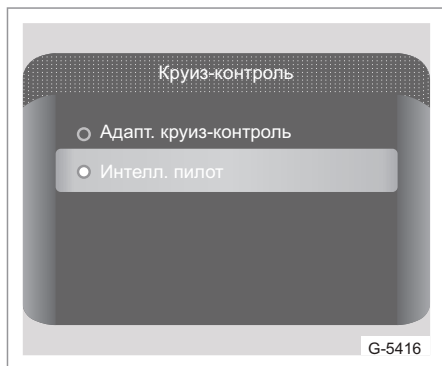 Круиз-контроль
Адапт. круиз-контроль
Интелл. пилот
G-5416